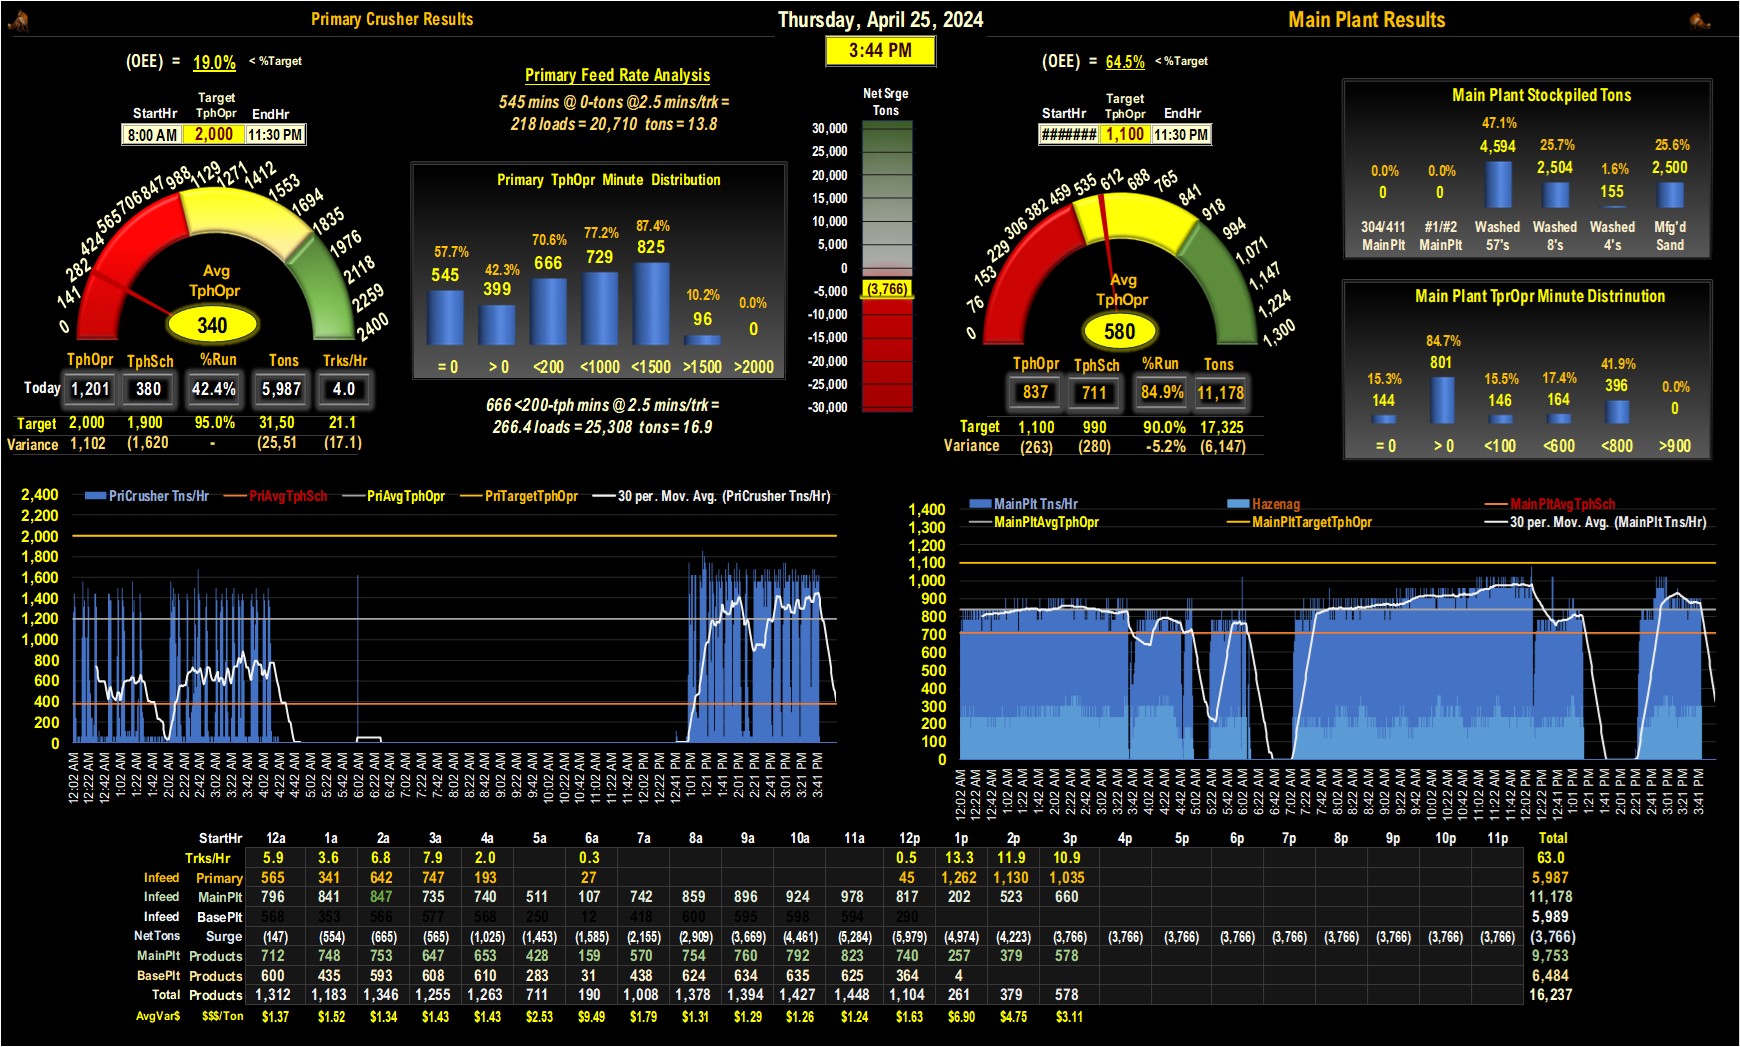 Primary Crusher Results
Thursday, April 25, 2024
Main Plant Results
3:44 PM
(OEE) = 19.0% < %Target
StartHr Target TphOpr EndHr
8:00 AM 2,000 11:30 PM
0 141 282 424 565 706 847 988 1129 1271 1412 1553 1694 1835 1976 2118 2259 2400
Avg
TphOpr
340
TphOpr TphSch %Run Tons Trks/Hr
Today 1,201 380 42.4% 5,987 4.0
Target 2,000 1,900 95.0% 31,50 21.1
Variance 1,102 (1,620 - (25,51 (17.1)
Primary Feed Rate Analysis
545 mins @ 0-tons @2.5 mins/trk =
218 loads = 20,710 tons = 13.8
Primary TphOpr Minute Distribution
57.7% 42.3% 70.6% 77.2% 87.4% 10.2% 0.0%
545 399 666 729 825 96 0
= 0 > 0 <200 <1000 <1500 >1500 >2000
666 <200-tph mins @ 2.5 mins/trk =
266.4 loads = 25,308 tons = 16.9
Net Srge
Tons
30,000
25,000
20,000
15,000
10,000
5,000
0
(3,766)
-5,000
-10,000
-15,000
-20,000
-25,000
-30,000
(OEE) = 64.5% < %Target
StartHr Target TphOpr EndHr
####### 1,100 11:30 PM
0 76 153 229 306 382 459 535 612 688 765 841 918 994 1,071 1,147 1,224 1,300
Avg
TphOpr
580
TphOpr TphSch %Run Tons
837 711 84.9% 11,178
Target 1,100 990 90.0% 17,325
Variance (263) (280) -5.2% (6,147)
Main Plant Stockpiled Tons
0.0% 0.0% 47.1% 25.7% 1.6% 25.6%
0 0 4,594 2,504 155 2,500
304/411 #1/#2 Washed Washed Washed Mfg'd
MainPlt MainPlt 57's 8's 4's Sand
Main Plant TprOpr Minute Distrinution
15.3% 84.7% 15.5% 17.4% 41.9% 0.0%
144 801 146 164 396 0
= 0 > 0 <100 <600 <800 >900
PriCrusher Tns/Hr PriAvgTphSch PriAvgTphOpr PriTargetTphOpr 30 per. Mov. Avg. (PriCrusher Tns/Hr)
2,400
2,200
2,000
1,800
1,600
1,400
1,200
1,000
800
600
400
200
0
12:02 AM 12:22 AM 12:42 AM 1:02 AM 1:22 AM 1:42 AM 2:02 AM 2:22 AM 2:42 AM 3:02 AM 3:22 AM 3:42 AM 4:02 AM 4:22 AM 4:42 AM 5:02 AM 5:22 AM 5:42 AM 6:02 AM 6:22 AM 6:42 AM 7:02 AM 7:22 AM 7:42 AM 8:02 AM 8:22 AM 8:42 AM 9:02 AM 9:22 AM 9:42 AM 10:02 AM 10:22 AM 10:42 AM 11:02 AM 11:22 AM 11:42 AM 12:02 PM 12:22 PM 12:41 PM 1:01 PM 1:21 PM 1:41 PM 2:01 PM 2:21 PM 2:41 PM 3:01 PM 3:21 PM 3:41 PM
MainPlt Tns/Hr Hazenag MainPltAvgTphSch
MainPltAvgTphOpr MainPltTargetTphOpr 30 per. Mov. Avg. (MainPlt Tns/Hr)
1,400
1,300
1,200
1,100
1,000
900
800
700
600
500
400
300
200
100
0
12:02 AM 12:22 AM 12:42 AM 1:02 AM 1:22 AM 1:42 AM 2:02 AM 2:22 AM 2:42 AM 3:02 AM 3:22 AM 3:42 AM 4:02 AM 4:22 AM 4:42 AM 5:02 AM 5:22 AM 5:42 AM 6:02 AM 6:22 AM 6:42 AM 7:02 AM 7:22 AM 7:42 AM 8:02 AM 8:22 AM 8:42 AM 9:02 AM 9:22 AM 9:42 AM 10:02 AM 10:22 AM 10:42 AM 11:02 AM 11:22 AM 11:42 AM 12:02 PM 12:22 PM 12:41 PM 1:01 PM 1:21 PM 1:41 PM 2:01 PM 2:21 PM 2:41 PM 3:01 PM 3:21 PM 3:41 PM
StartHr 12a 1a 2a 3a 4a 5a 6a 7a 8a 9a 10a 11a 12p 1p 2p 3p 4p 5p 6p 7p 8p 9p 10p 11p Total
Trks/Hr 5.9 3.6 6.8 7.9 2.0 0.3 0.5 13.3 11.9 10.9 63.0
Infeed Primary 565 341 642 747 193 27 45 1,262 1,130 1,035 5,987
Infeed MainPlt 796 841 847 735 740 511 107 742 859 896 924 978 817 202 523 660 11,178
Infeed BasePlt 568 353 566 577 568 250 12 418 600 595 598 594 290 5,989
NetTons Surge (147) (554) (665) (565) (1,025) (1,453) (1,585) (2,155) (2,909) (3,669) (4,461) (5,284) (5,979) (4,974) (4,223) (3,766) (3,766) (3,766) (3,766) (3,766) (3,766) (3,766) (3,766) (3,766) (3,766)
MainPlt Products 712 748 753 647 653 428 159 570 754 760 792 823 740 257 379 578 9,753
BasePlt Products 600 435 593 608 610 283 31 438 624 634 635 625 364 4 6,484
Total Products 1,312 1,183 1,346 1,255 1,263 711 190 1,008 1,378 1,394 1,427 1,448 1,104 261 379 578 16,237
AvgVar$ $$$/Ton $1.37 $1.52 $1.34 $1.43 $1.43 $2.53 $9.49 $1.79 $1.31 $1.29 $1.26 $1.24 $1.63 $6.90 $4.75 $3.11